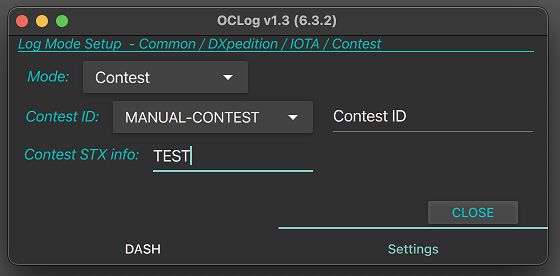 OCLog v1.3 (6.3.2)
Log Mode Setup - Common / DXpedition / IOTA / Contest
Mode: Contest
Contest ID: MANUAL-CONTEST Contest ID
Contest STX info: TEST
CLOSE
DASH Settings